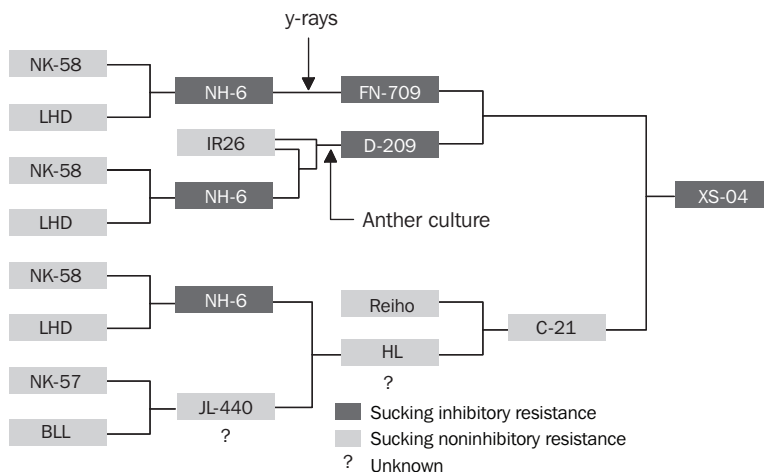 y-rays
NK-58
LHD
NH-6
FN-709
IR26
D-209
NK-58
LHD
NH-6
Anther culture
XS-04
NK-58
LHD
NH-6
Reiho
HL
?
C-21
NK-57
BLL
JL-440
?
Sucking inhibitory resistance
Sucking noninhibitory resistance
? Unknown